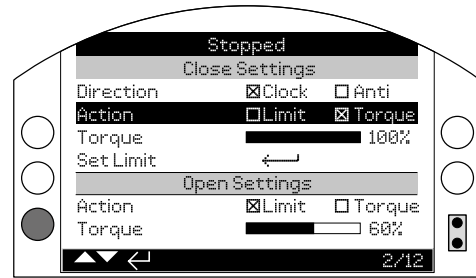 Stopped
Close Settings
Direction ☒Clock ☐Anti
Action ☐Limit ☒Torque
Torque 100%
Set Limit
Open Settings
Action ☒Limit ☐Torque
Torque 60%
2/12